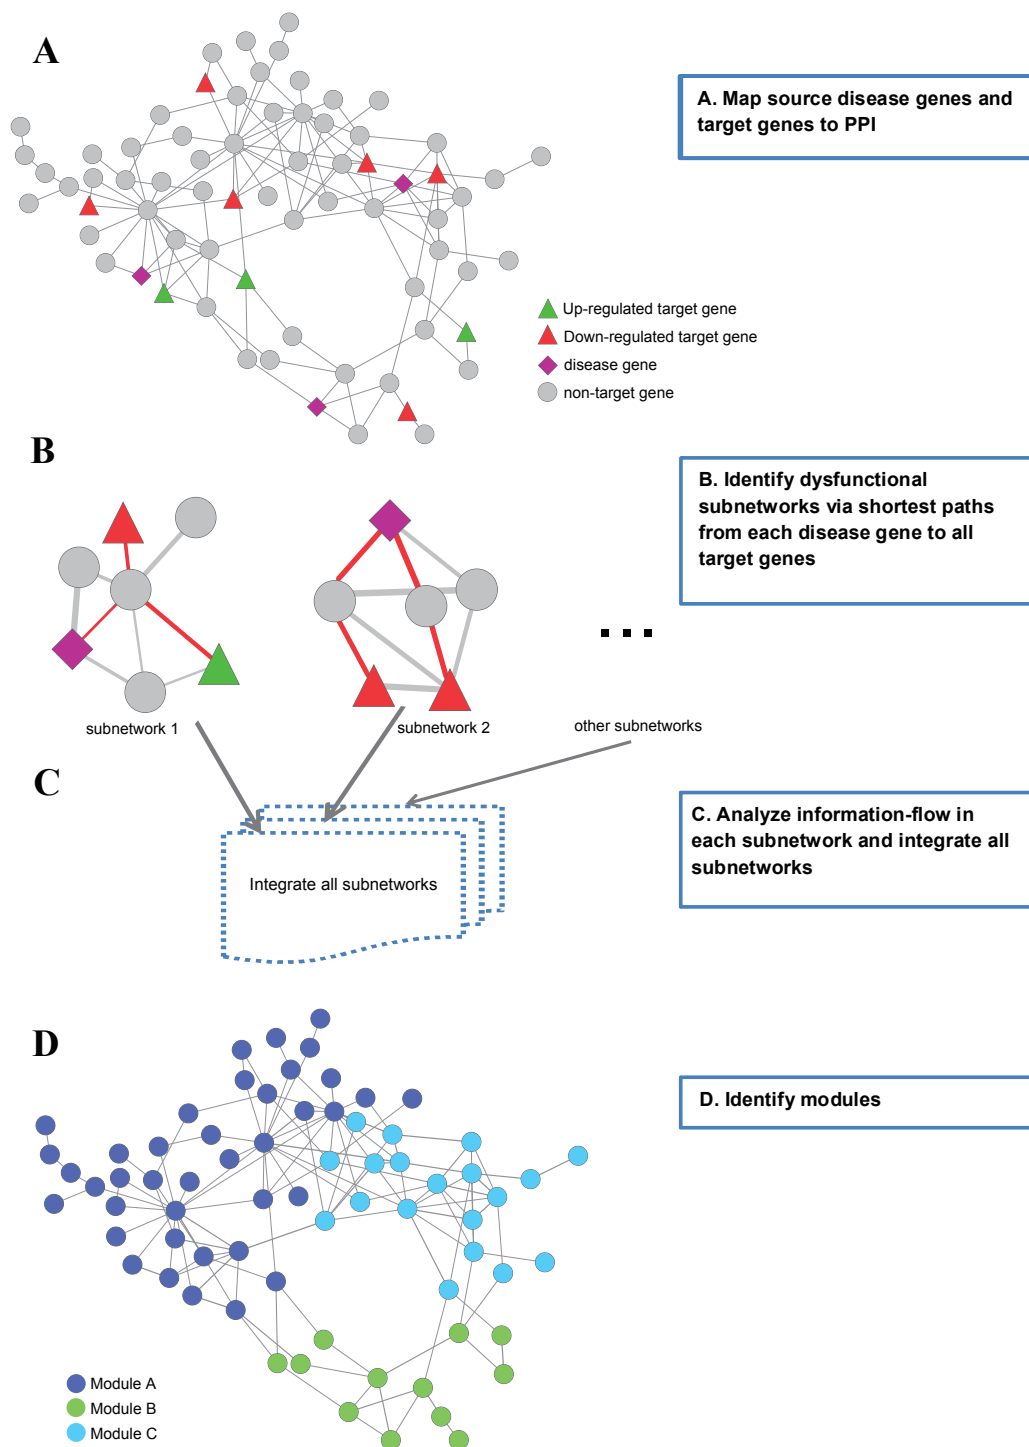 A
A. Map source disease genes and
target genes to PPI
Up-regulated target gene
Down-regulated target gene
disease gene
non-target gene
B
B. Identify dysfunctional
subnetworks via shortest paths
from each disease gene to all
target genes
subnetwork 1
subnetwork 2
other subnetworks
C
C. Analyze information-flow in
each subnetwork and integrate all
subnetworks
Integrate all subnetworks
D
D. Identify modules
Module A
Module B
Module C